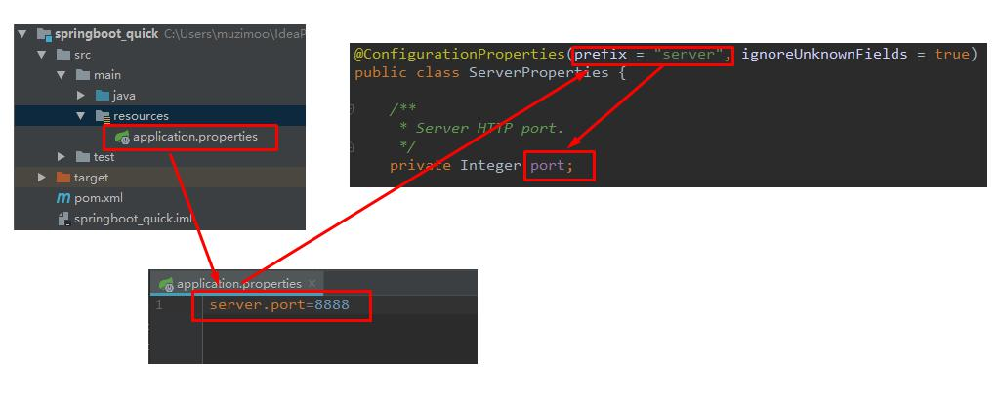 springboot_quick C:\Users\muzimoo\IdeaP
src
main
java
resources
application.properties
test
target
pom.xml
springboot_quick.iml
@ConfigurationProperties(prefix = "server", ignoreUnknownFields = true)
public class ServerProperties {
/**
* Server HTTP port.
*/
private Integer port;
application.properties
1 server.port=8888